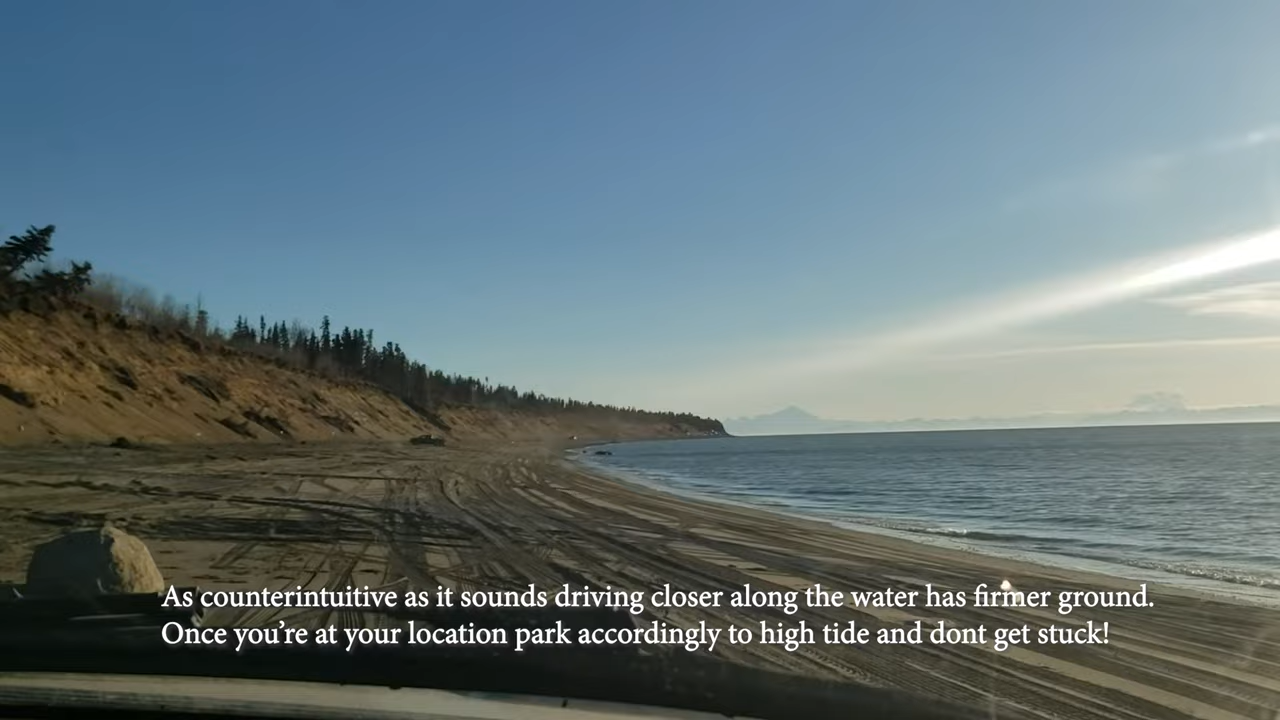 As counterintuitive as it sounds driving closer along the water has firmer ground.
Once you're at your location park accordingly to high tide and dont get stuck!